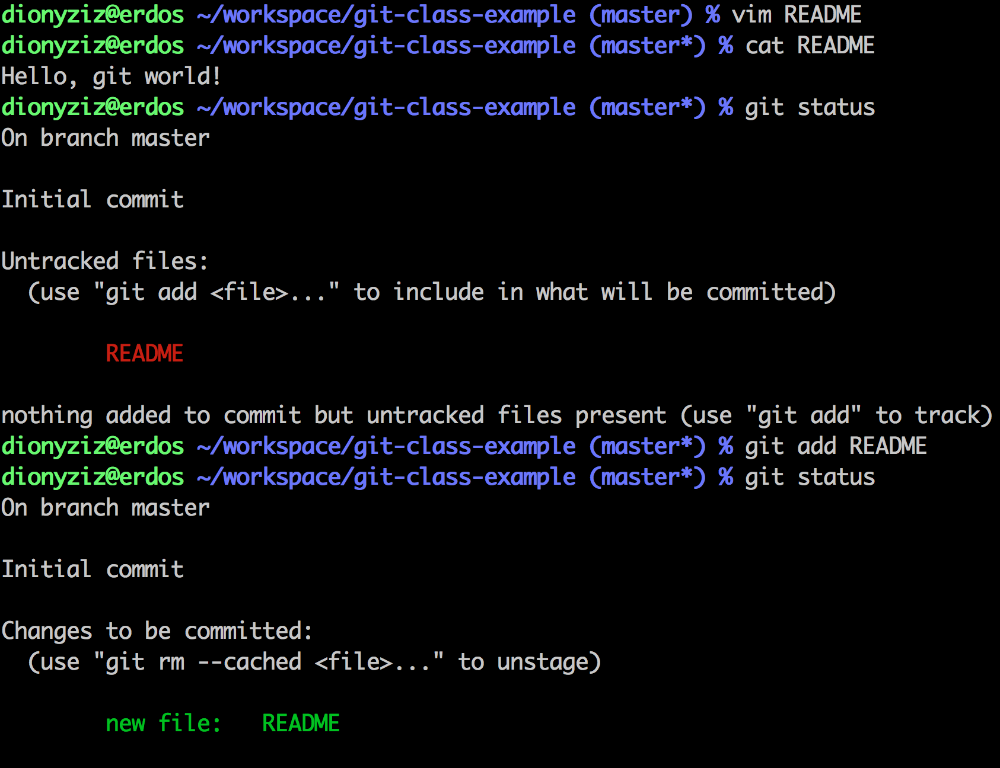 dionyziz@erdos ~/workspace/git-class-example (master) % vim README
dionyziz@erdos ~/workspace/git-class-example (master*) % cat README
Hello, git world!
dionyziz@erdos ~/workspace/git-class-example (master*) % git status
On branch master
Initial commit
Untracked files:
  (use "git add <file>..." to include in what will be committed)
        README
nothing added to commit but untracked files present (use "git add" to track)
dionyziz@erdos ~/workspace/git-class-example (master*) % git add README
dionyziz@erdos ~/workspace/git-class-example (master*) % git status
On branch master
Initial commit
Changes to be committed:
  (use "git rm --cached <file>..." to unstage)
        new file:   README